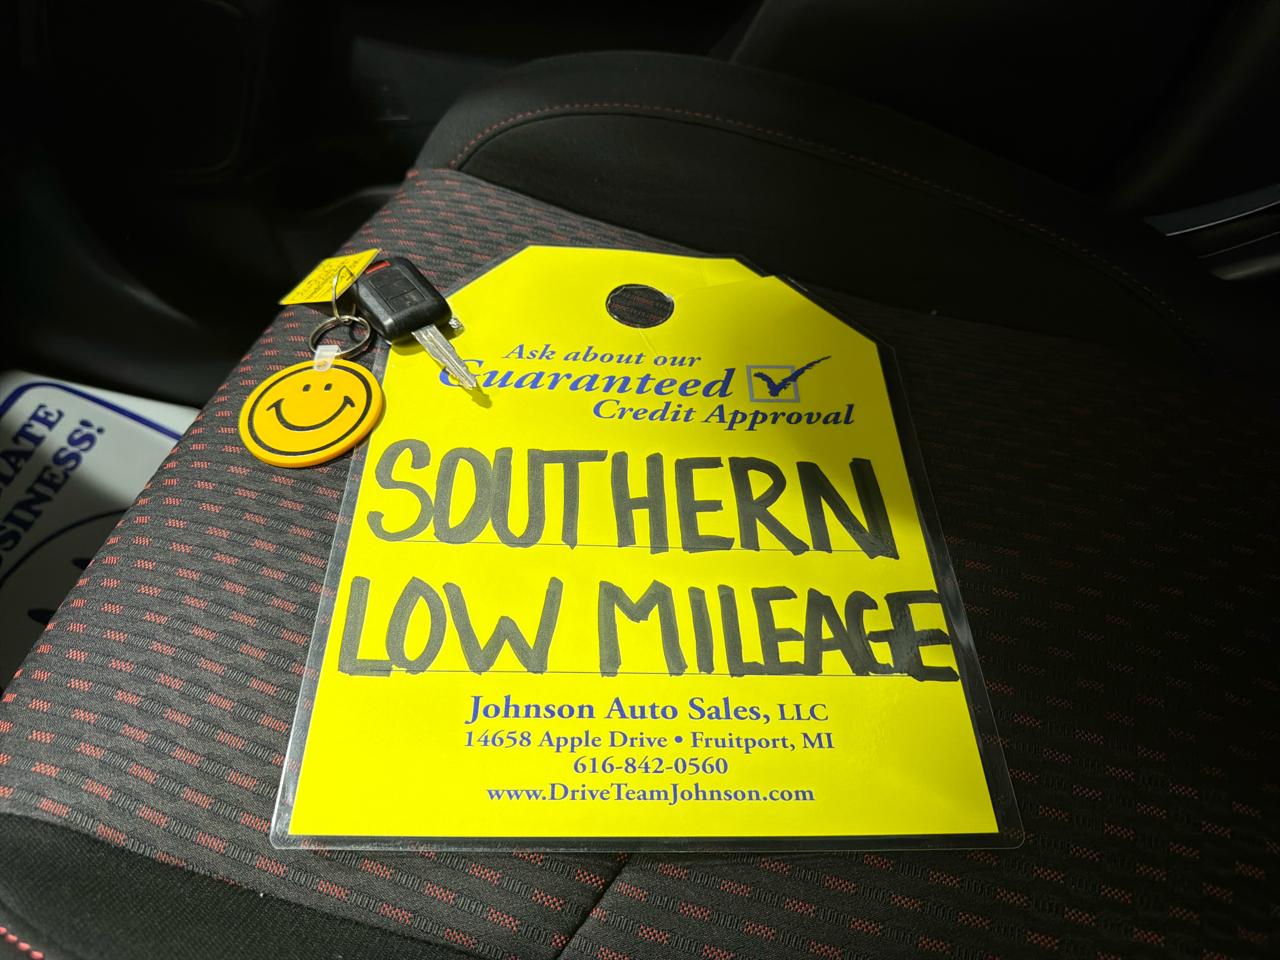 Ask about our
Guaranteed
Credit Approval
SOUTHERN
LOW MILEAGE
Johnson Auto Sales, LLC
14658 Apple Drive • Fruitport, MI
616-842-0560
www.DriveTeamJohnson.com